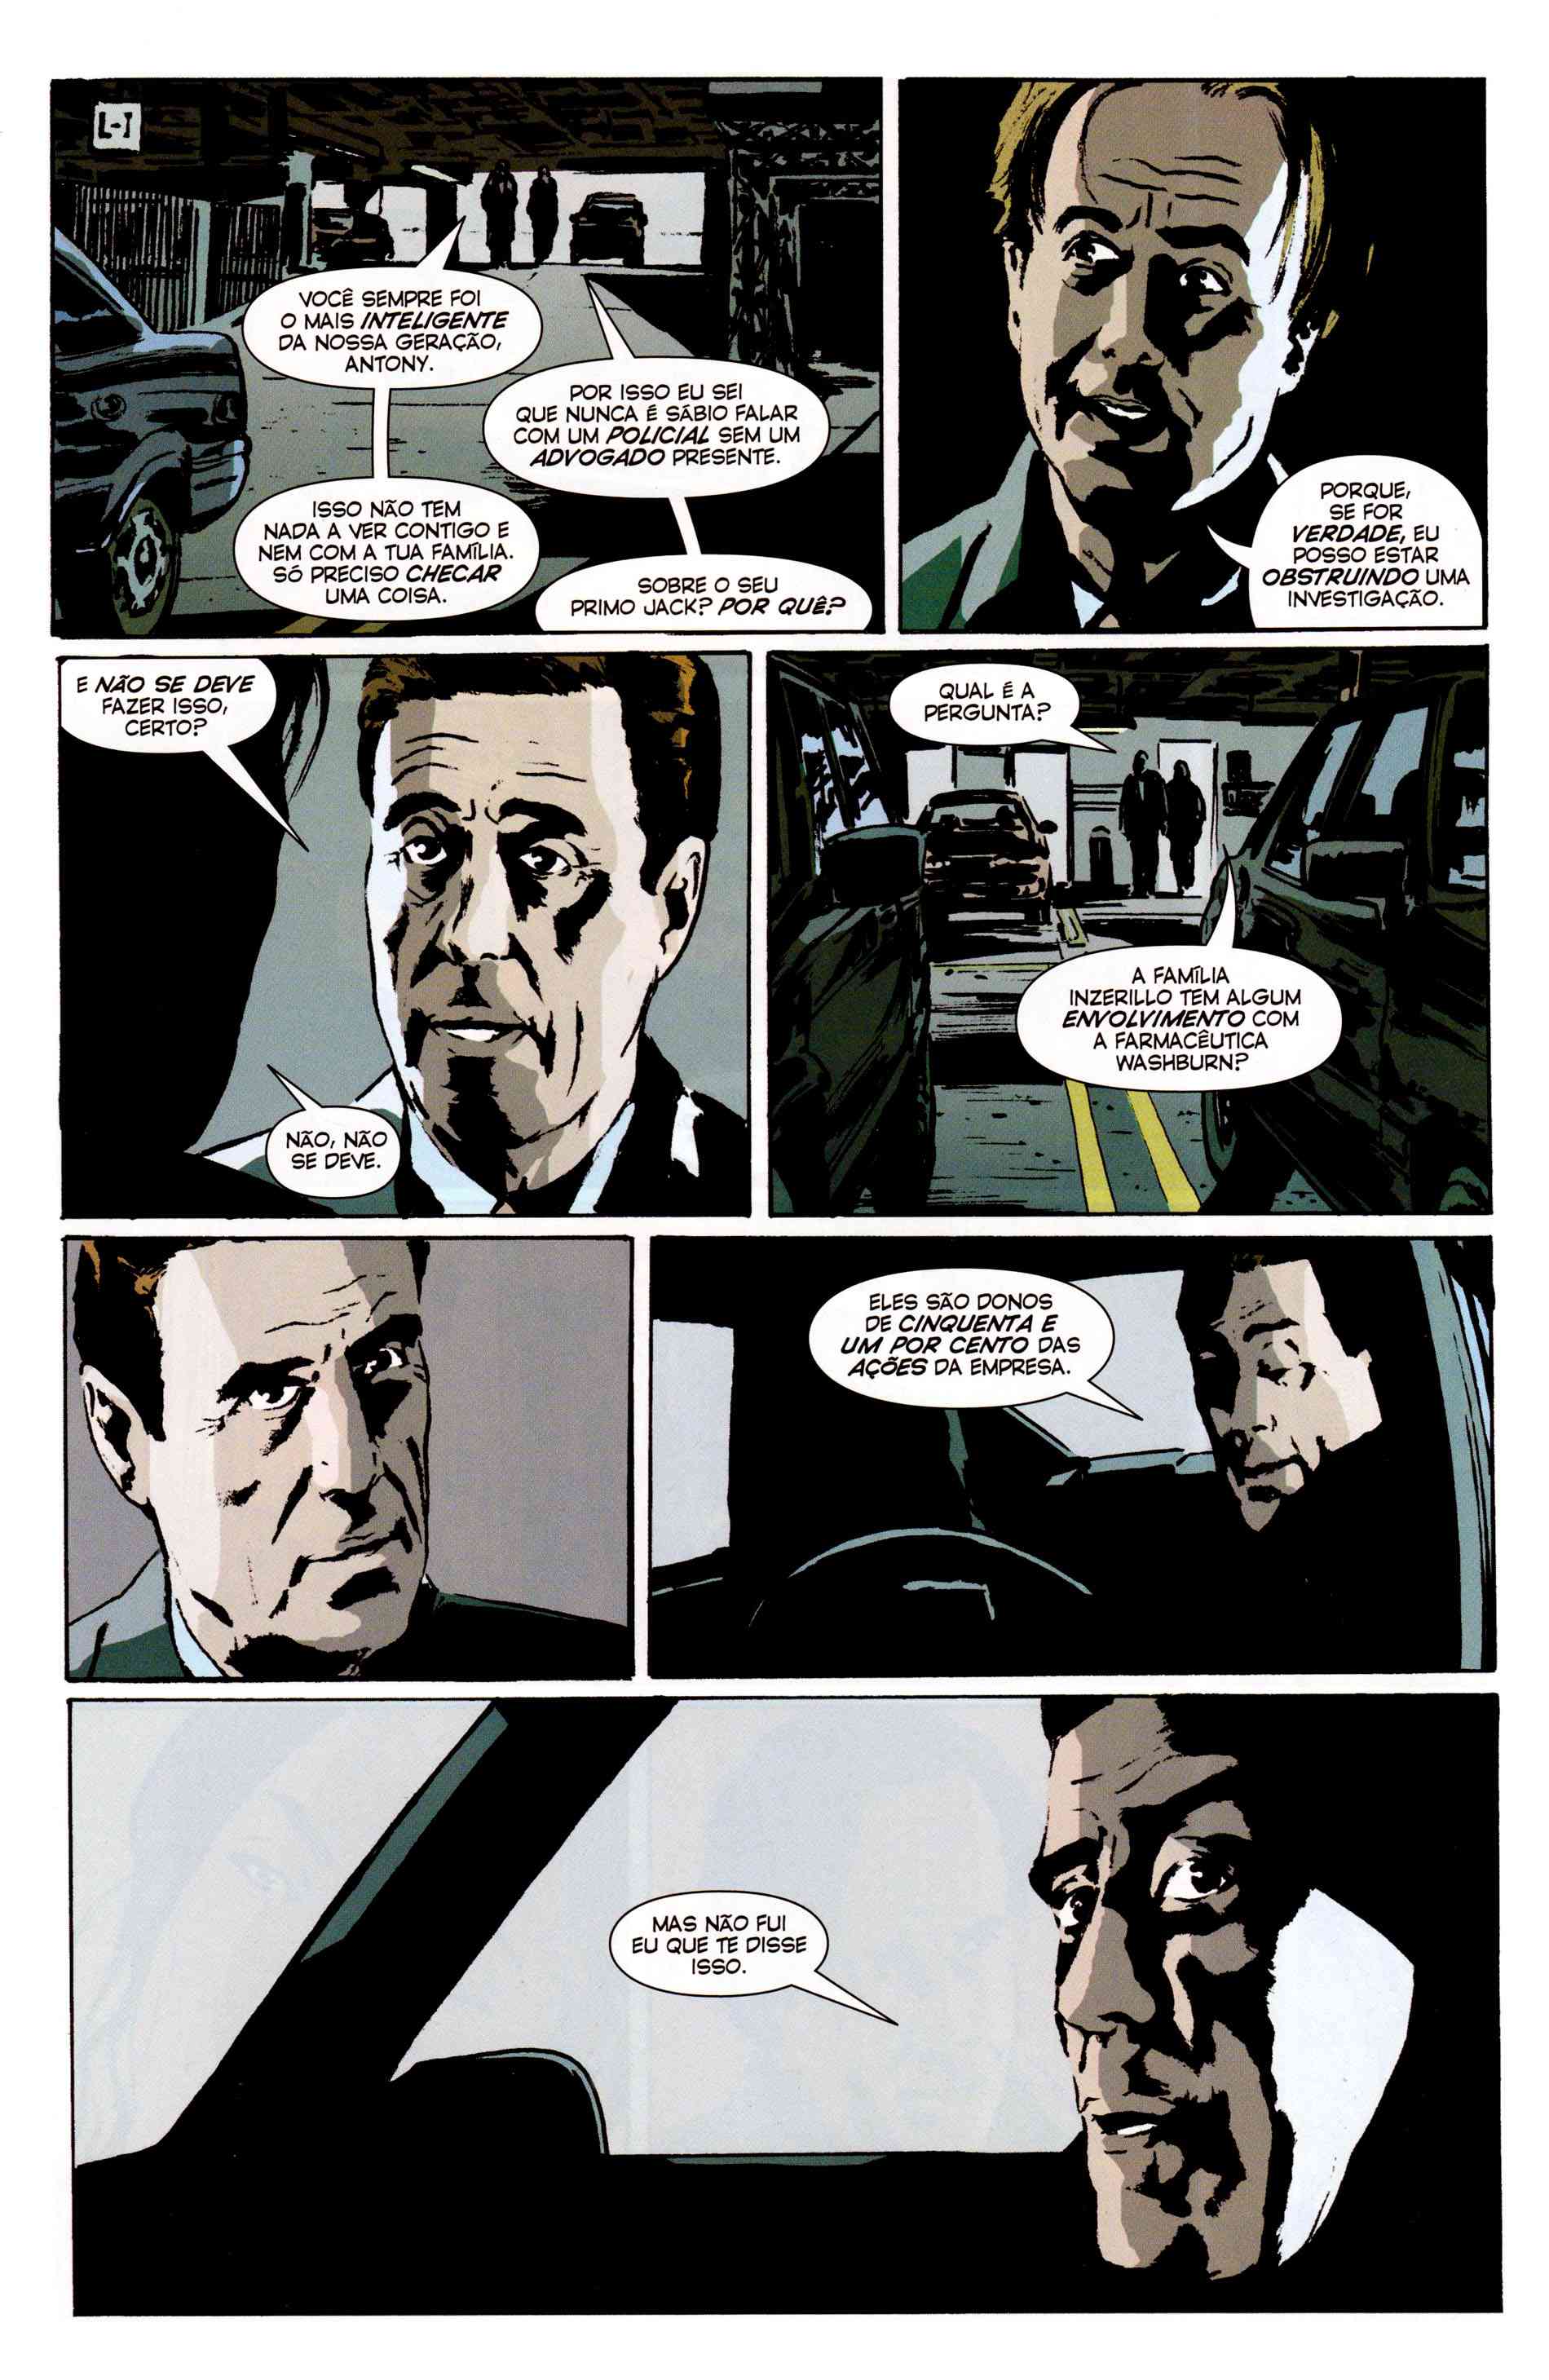 L-1
VOCÊ SEMPRE FOI
O MAIS INTELIGENTE
DA NOSSA GERAÇÃO,
ANTONY.
POR ISSO EU SEI
QUE NUNCA É SÁBIO FALAR
COM UM POLICIAL SEM UM
ADVOGADO PRESENTE.
ISSO NÃO TEM
NADA A VER CONTIGO E
NEM COM A TUA FAMÍLIA.
SÓ PRECISO CHECAR
UMA COISA.
SOBRE O SEU
PRIMO JACK? POR QUÊ?
PORQUE,
SE FOR
VERDADE, EU
POSSO ESTAR
OBSTRUINDO UMA
INVESTIGAÇÃO.
E NÃO SE DEVE
FAZER ISSO,
CERTO?
NÃO, NÃO
SE DEVE.
QUAL É A
PERGUNTA?
A FAMÍLIA
INZERILLO TEM ALGUM
ENVOLVIMENTO COM
A FARMACÊUTICA
WASHBURN?
ELES SÃO DONOS
DE CINQUENTA E
UM POR CENTO DAS
AÇÕES DA EMPRESA.
MAS NÃO FUI
EU QUE TE DISSE
ISSO.